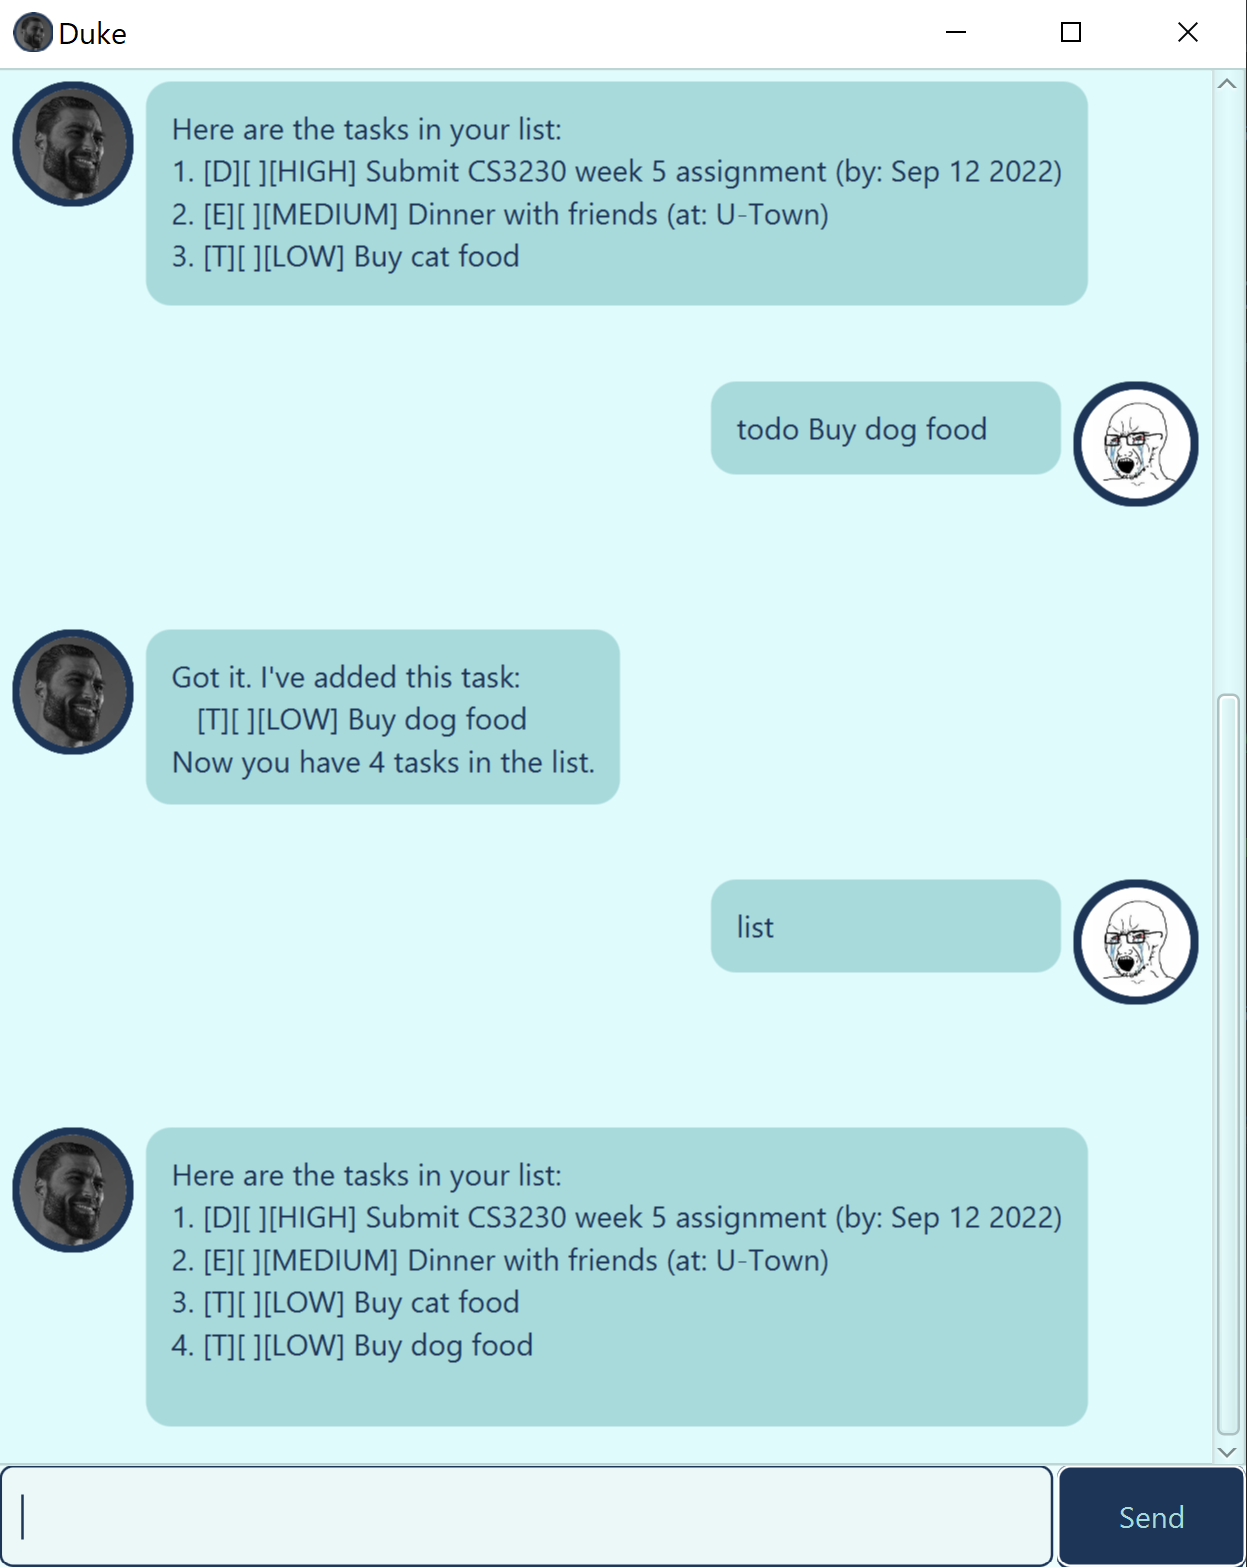 Duke
Here are the tasks in your list:
1. [D][ ][HIGH] Submit CS3230 week 5 assignment (by: Sep 12 2022)
2. [E][ ][MEDIUM] Dinner with friends (at: U-Town)
3. [T][ ][LOW] Buy cat food
todo Buy dog food
Got it. I've added this task:
[T][ ][LOW] Buy dog food
Now you have 4 tasks in the list.
list
Here are the tasks in your list:
1. [D][ ][HIGH] Submit CS3230 week 5 assignment (by: Sep 12 2022)
2. [E][ ][MEDIUM] Dinner with friends (at: U-Town)
3. [T][ ][LOW] Buy cat food
4. [T][ ][LOW] Buy dog food
Send